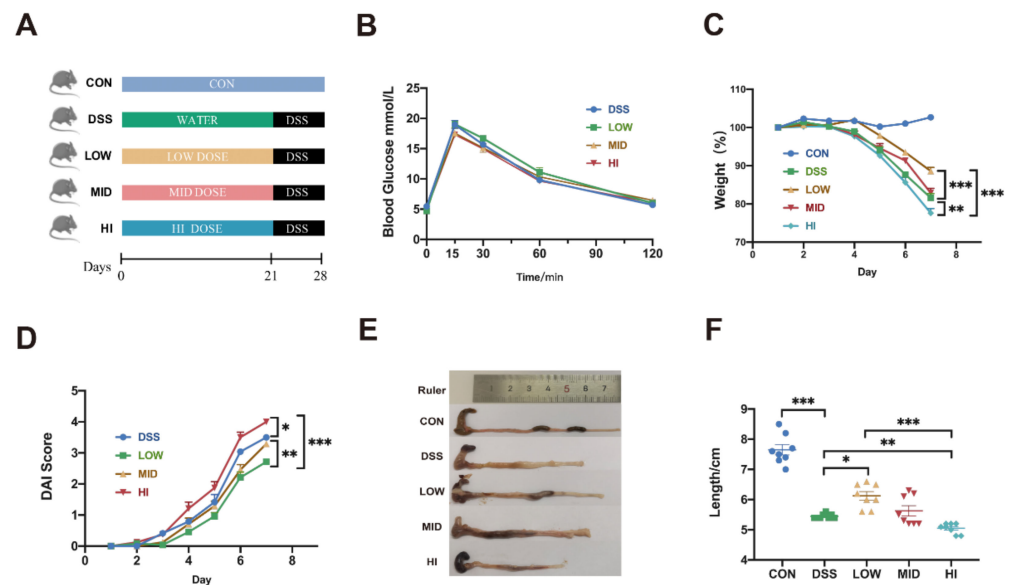 A
CON CON
DSS WATER DSS
LOW LOW DOSE DSS
MID MID DOSE DSS
HI HI DOSE DSS
Days
0 21 28
B
Blood Glucose mmol/L
25
20
15
10
5
0
DSS
LOW
MID
HI
0 15 30 60 90 120
Time/min
C
Weight (%)
110
100
90
80
70
CON
DSS
LOW
MID
HI
***
**
***
0 2 4 6 8
Day
D
DAI Score
5
4
3
2
1
0
DSS
LOW
MID
HI
*
**
***
0 2 4 6 8
Day
E
Ruler 1 2 3 4 5 6 7
CON
DSS
LOW
MID
HI
F
Length/cm
9
8
7
6
5
4
***
***
**
*
CON DSS LOW MID HI